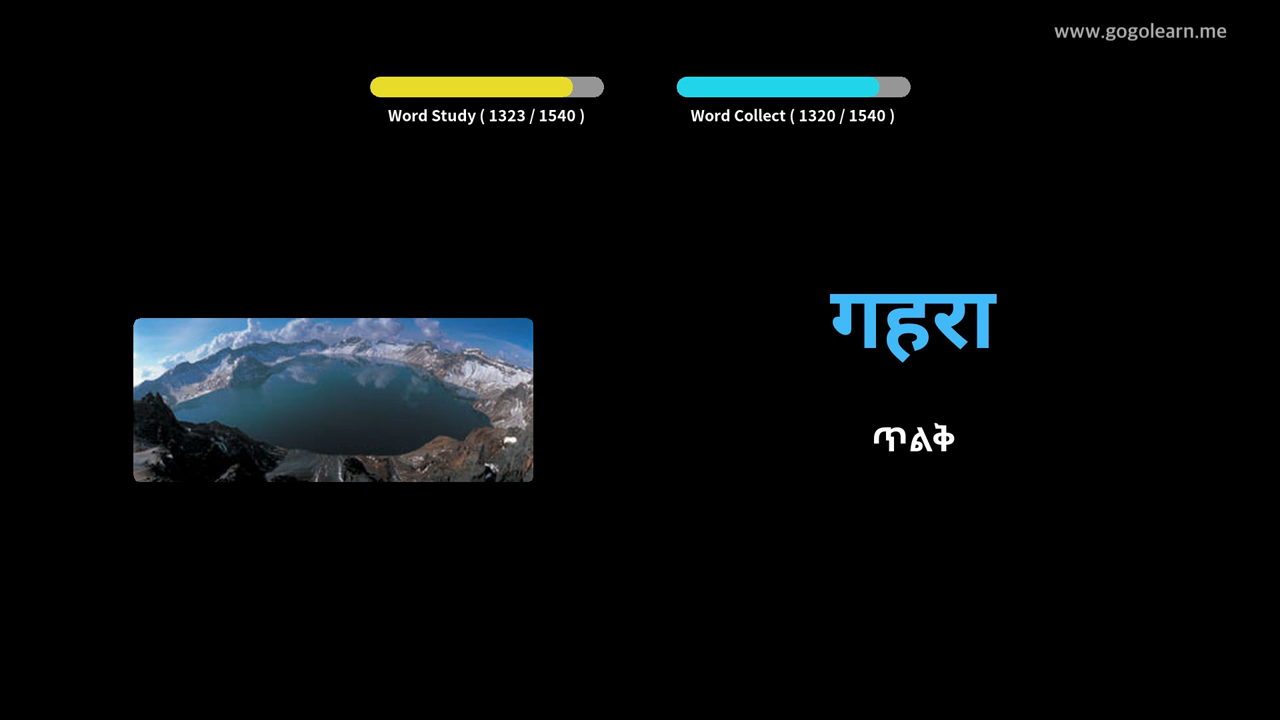 www.gogolearn.me
Word Study ( 1323 / 1540 )
Word Collect ( 1320 / 1540 )
गहरा
ጥልቅ